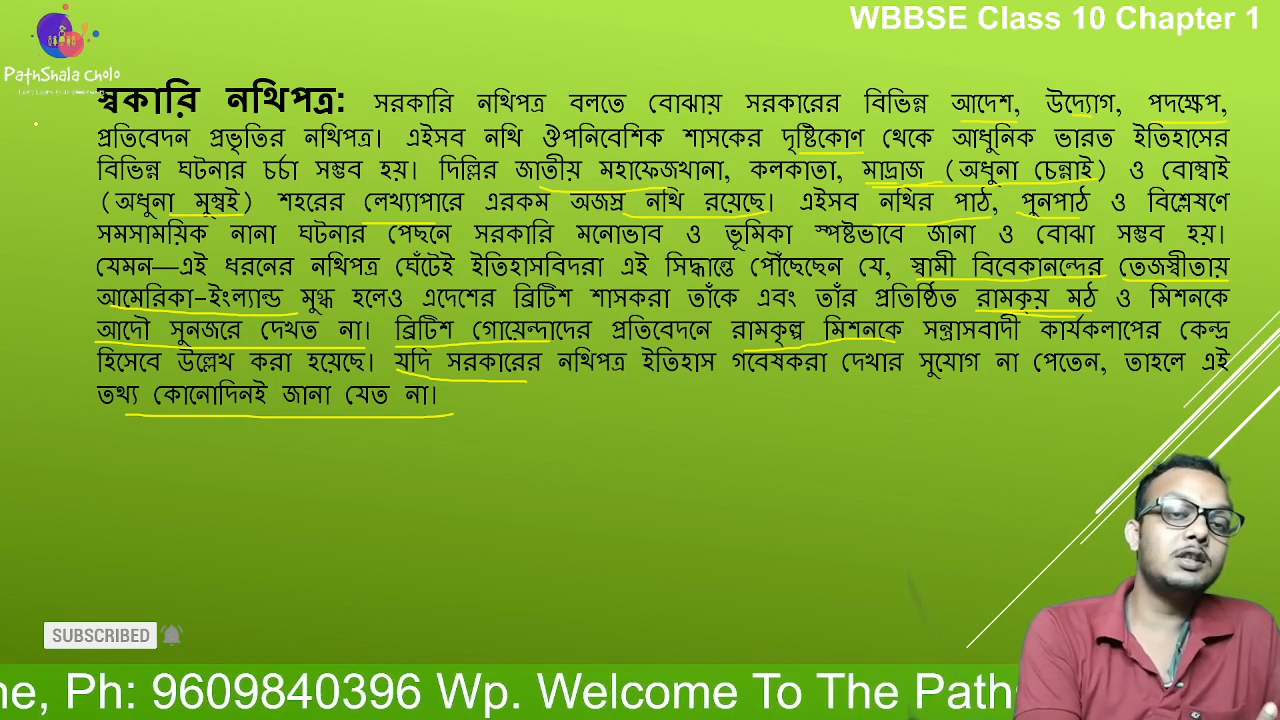 WBBSE Class 10 Chapter 1
PathShala Cholo
স্বকারি নথিপত্র: সরকারি নথিপত্র বলতে বোঝায় সরকারের বিভিন্ন আদেশ, উদ্যোগ, পদক্ষেপ,
প্রতিবেদন প্রভৃতির নথিপত্র। এইসব নথি ঔপনিবেশিক শাসকের দৃষ্টিকোণ থেকে আধুনিক ভারত ইতিহাসের
বিভিন্ন ঘটনার চর্চা সম্ভব হয়। দিল্লির জাতীয় মহাফেজখানা, কলকাতা, মাদ্রাজ (অধুনা চেন্নাই) ও বোম্বাই
(অধুনা মুম্বই) শহরের লেখ্যাপারে এরকম অজস্র নথি রয়েছে। এইসব নথির পাঠ, পুনপাঠ ও বিশ্লেষণে
সমসাময়িক নানা ঘটনার পেছনে সরকারি মনোভাব ও ভূমিকা স্পষ্টভাবে জানা ও বোঝা সম্ভব হয়।
যেমন—এই ধরনের নথিপত্র ঘেঁটেই ইতিহাসবিদরা এই সিদ্ধান্তে পৌঁছেছেন যে, স্বামী বিবেকানন্দের তেজস্বীতায়
আমেরিকা-ইংল্যান্ড মুগ্ধ হলেও এদেশের ব্রিটিশ শাসকরা তাঁকে এবং তাঁর প্রতিষ্ঠিত রামকৃয় মঠ ও মিশনকে
আদৌ সুনজরে দেখত না। ব্রিটিশ গোয়েন্দাদের প্রতিবেদনে রামকৃল্প মিশনকে সন্ত্রাসবাদী কার্যকলাপের কেন্দ্র
হিসেবে উল্লেখ করা হয়েছে। যদি সরকারের নথিপত্র ইতিহাস গবেষকরা দেখার সুযোগ না পেতেন, তাহলে এই
তথ্য কোনোদিনই জানা যেত না।
SUBSCRIBED
ne, Ph: 9609840396 Wp. Welcome To The Path